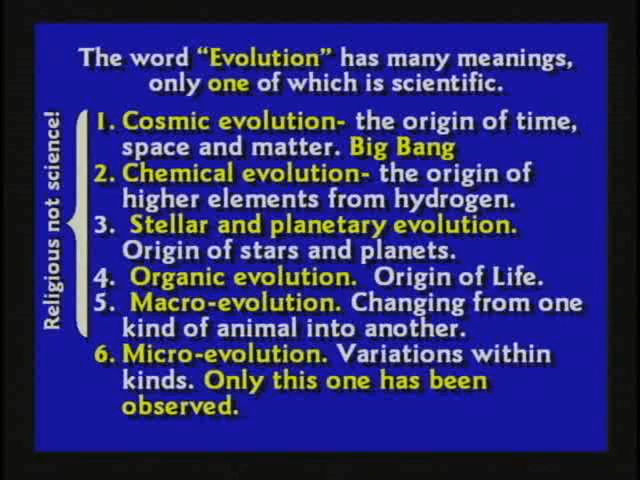 The word “Evolution” has many meanings,
only one of which is scientific.
Religious not science!
1. Cosmic evolution- the origin of time,
space and matter. Big Bang
2. Chemical evolution- the origin of
higher elements from hydrogen.
3. Stellar and planetary evolution.
Origin of stars and planets.
4. Organic evolution. Origin of Life.
5. Macro-evolution. Changing from one
kind of animal into another.
6. Micro-evolution. Variations within
kinds. Only this one has been
observed.